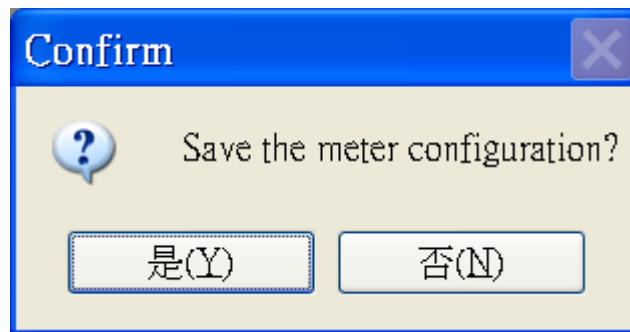 Confirm
Save the meter configuration?
是(Y) 否(N)